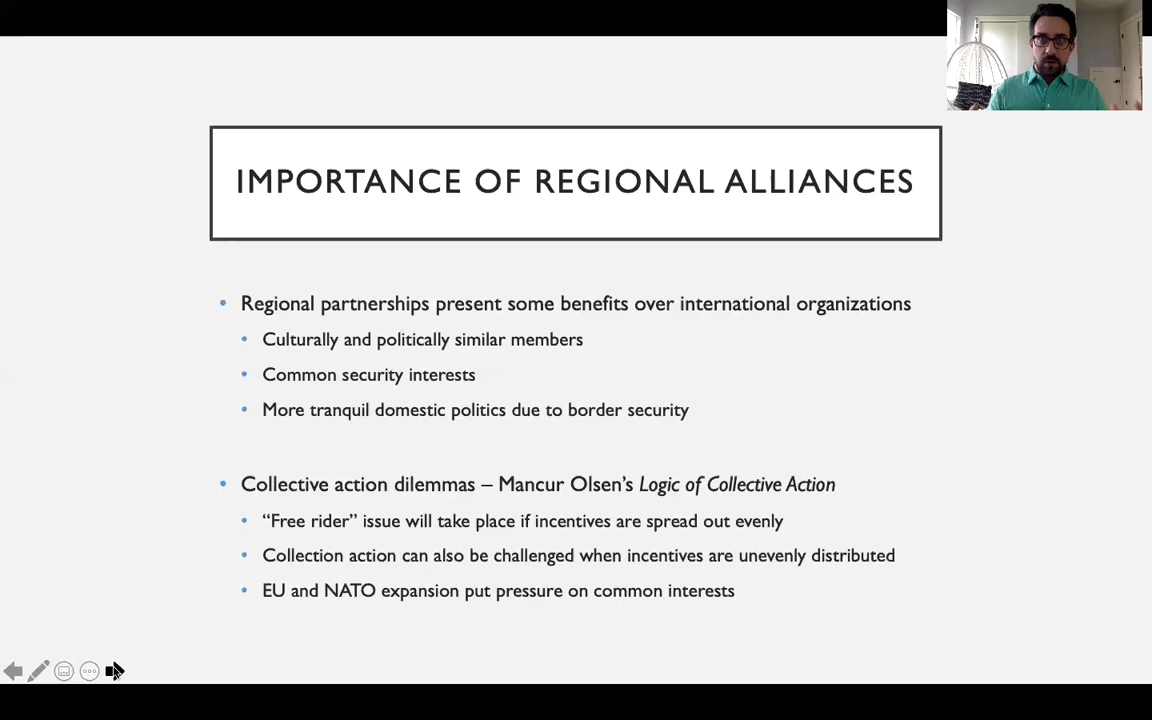 IMPORTANCE OF REGIONAL ALLIANCES
Regional partnerships present some benefits over international organizations
Culturally and politically similar members
Common security interests
More tranquil domestic politics due to border security
Collective action dilemmas – Mancur Olsen’s Logic of Collective Action
“Free rider” issue will take place if incentives are spread out evenly
Collection action can also be challenged when incentives are unevenly distributed
EU and NATO expansion put pressure on common interests